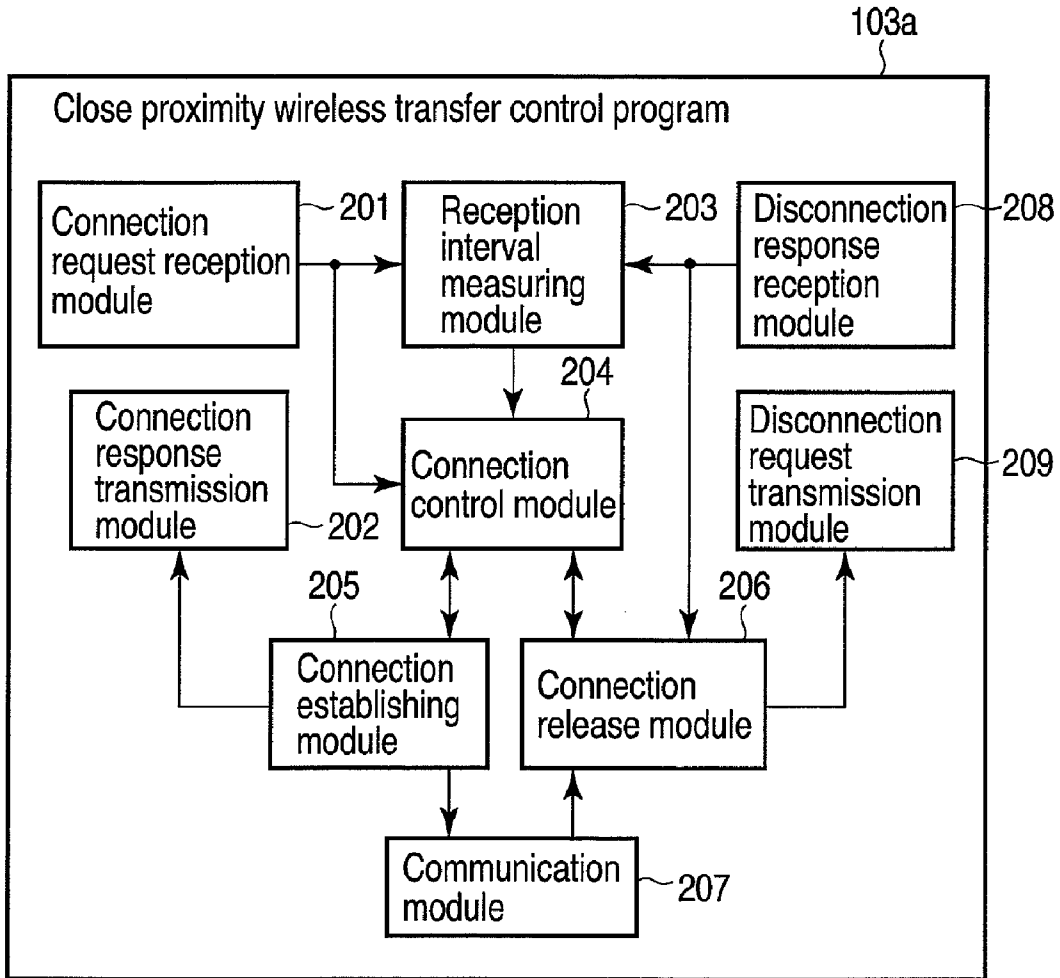 103a
Close proximity wireless transfer control program
Connection
request reception
module
201
Reception
interval
measuring
module
203
Disconnection
response
reception
module
208
204
Connection
response
transmission
module
202
Connection
control module
Disconnection
request
transmission
module
209
205
206
Connection
establishing
module
Connection
release module
Communication
module
207